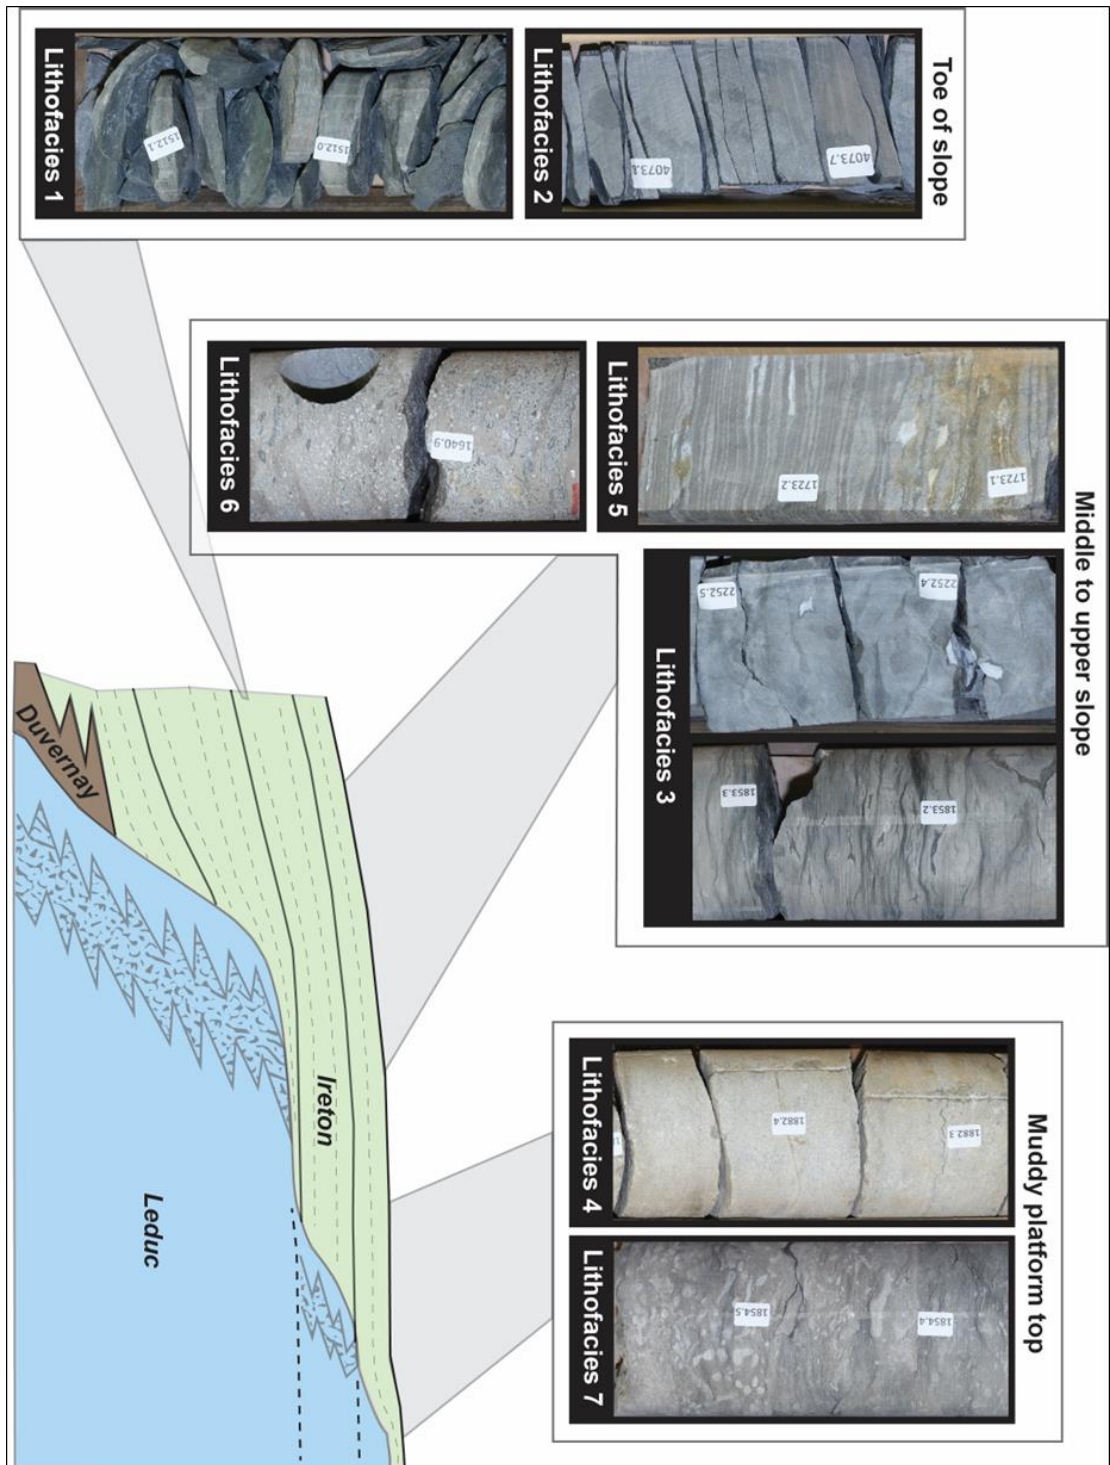 Toe of slope
4073.7
4073.8
Lithofacies 2
1512.0
1512.1
Lithofacies 1
Middle to upper slope
1723.1
1723.2
Lithofacies 5
1640.9
Lithofacies 6
2252.4
2252.5
1853.2
1853.3
Lithofacies 3
Muddy platform top
1882.3
1882.4
Lithofacies 4
1854.4
1854.5
Lithofacies 7
Duvernay
Ireton
Leduc